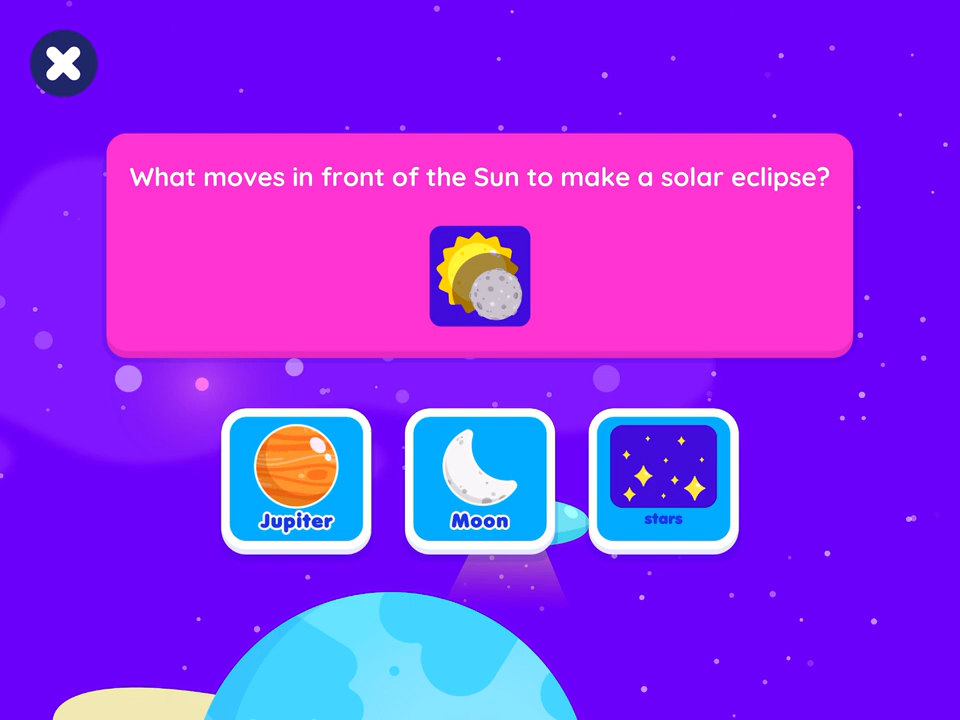 What moves in front of the Sun to make a solar eclipse?
Jupiter
Moon
stars